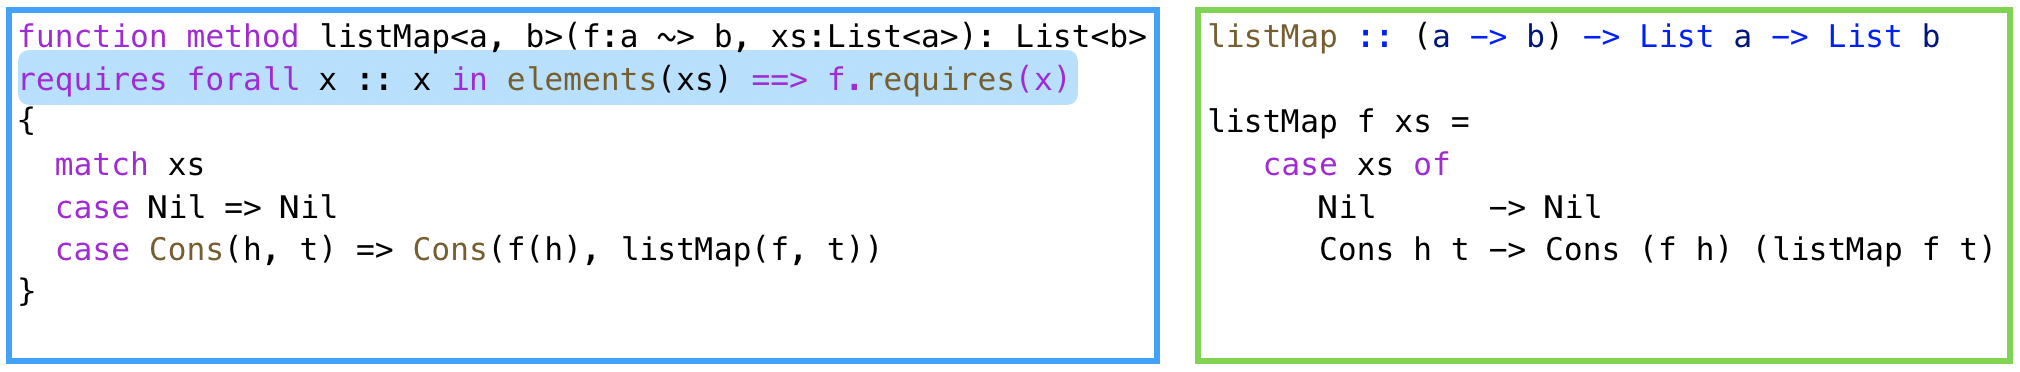 function method listMap<a, b>(f:a ~> b, xs:List<a>): List<b>
requires forall x :: x in elements(xs) ==> f.requires(x)
{
  match xs
  case Nil => Nil
  case Cons(h, t) => Cons(f(h), listMap(f, t))
}
listMap :: (a -> b) -> List a -> List b
listMap f xs =
   case xs of
      Nil      -> Nil
      Cons h t -> Cons (f h) (listMap f t)